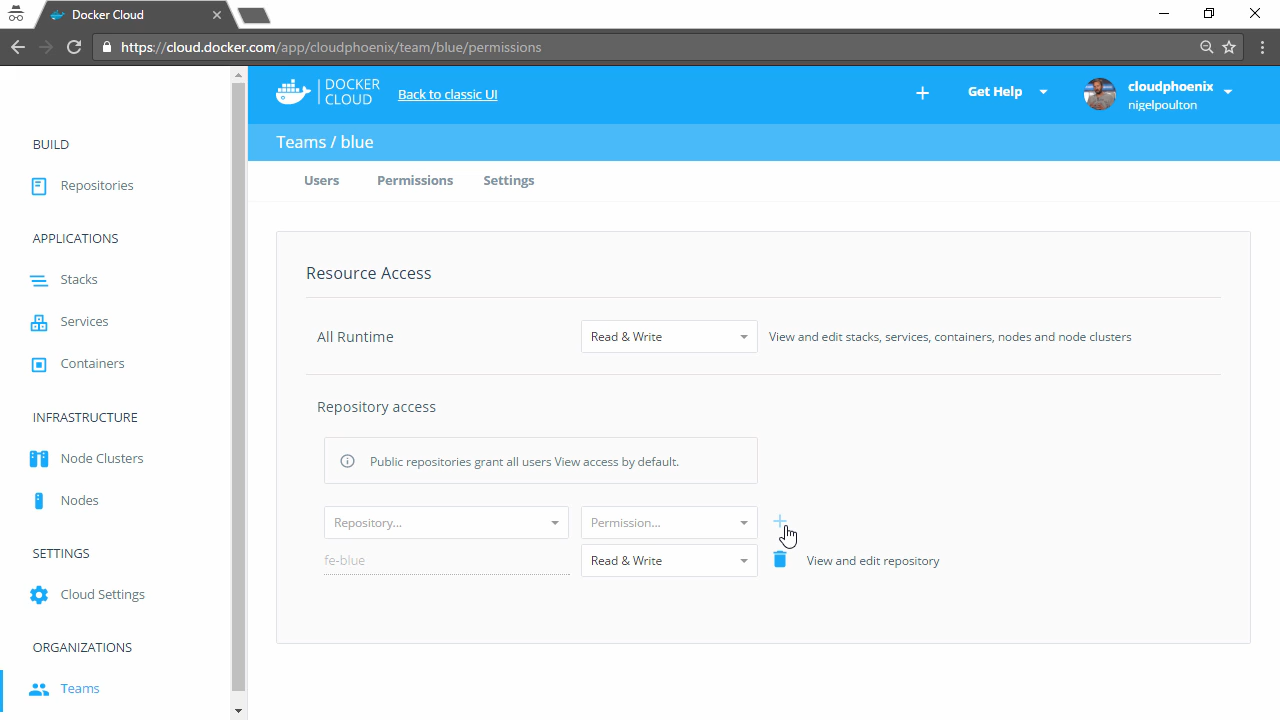 Docker Cloud
https://cloud.docker.com/app/cloudphoenix/team/blue/permissions
DOCKER
CLOUD
Back to classic UI
Get Help
cloudphoenix
nigelpoulton
Teams / blue
Users Permissions Settings
BUILD
Repositories
APPLICATIONS
Stacks
Services
Containers
INFRASTRUCTURE
Node Clusters
Nodes
SETTINGS
Cloud Settings
ORGANIZATIONS
Teams
Resource Access
All Runtime Read & Write View and edit stacks, services, containers, nodes and node clusters
Repository access
Public repositories grant all users View access by default.
Repository... Permission...
fe-blue Read & Write View and edit repository